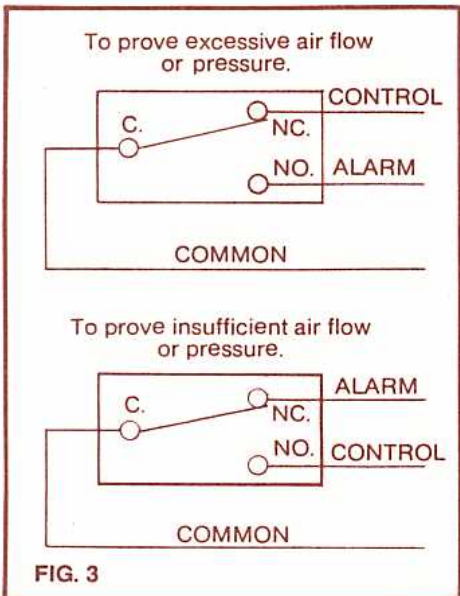 To prove excessive air flow
or pressure.
CONTROL
C.
NC.
NO. ALARM
COMMON
To prove insufficient air flow
or pressure.
ALARM
C.
NC.
NO. CONTROL
COMMON
FIG. 3